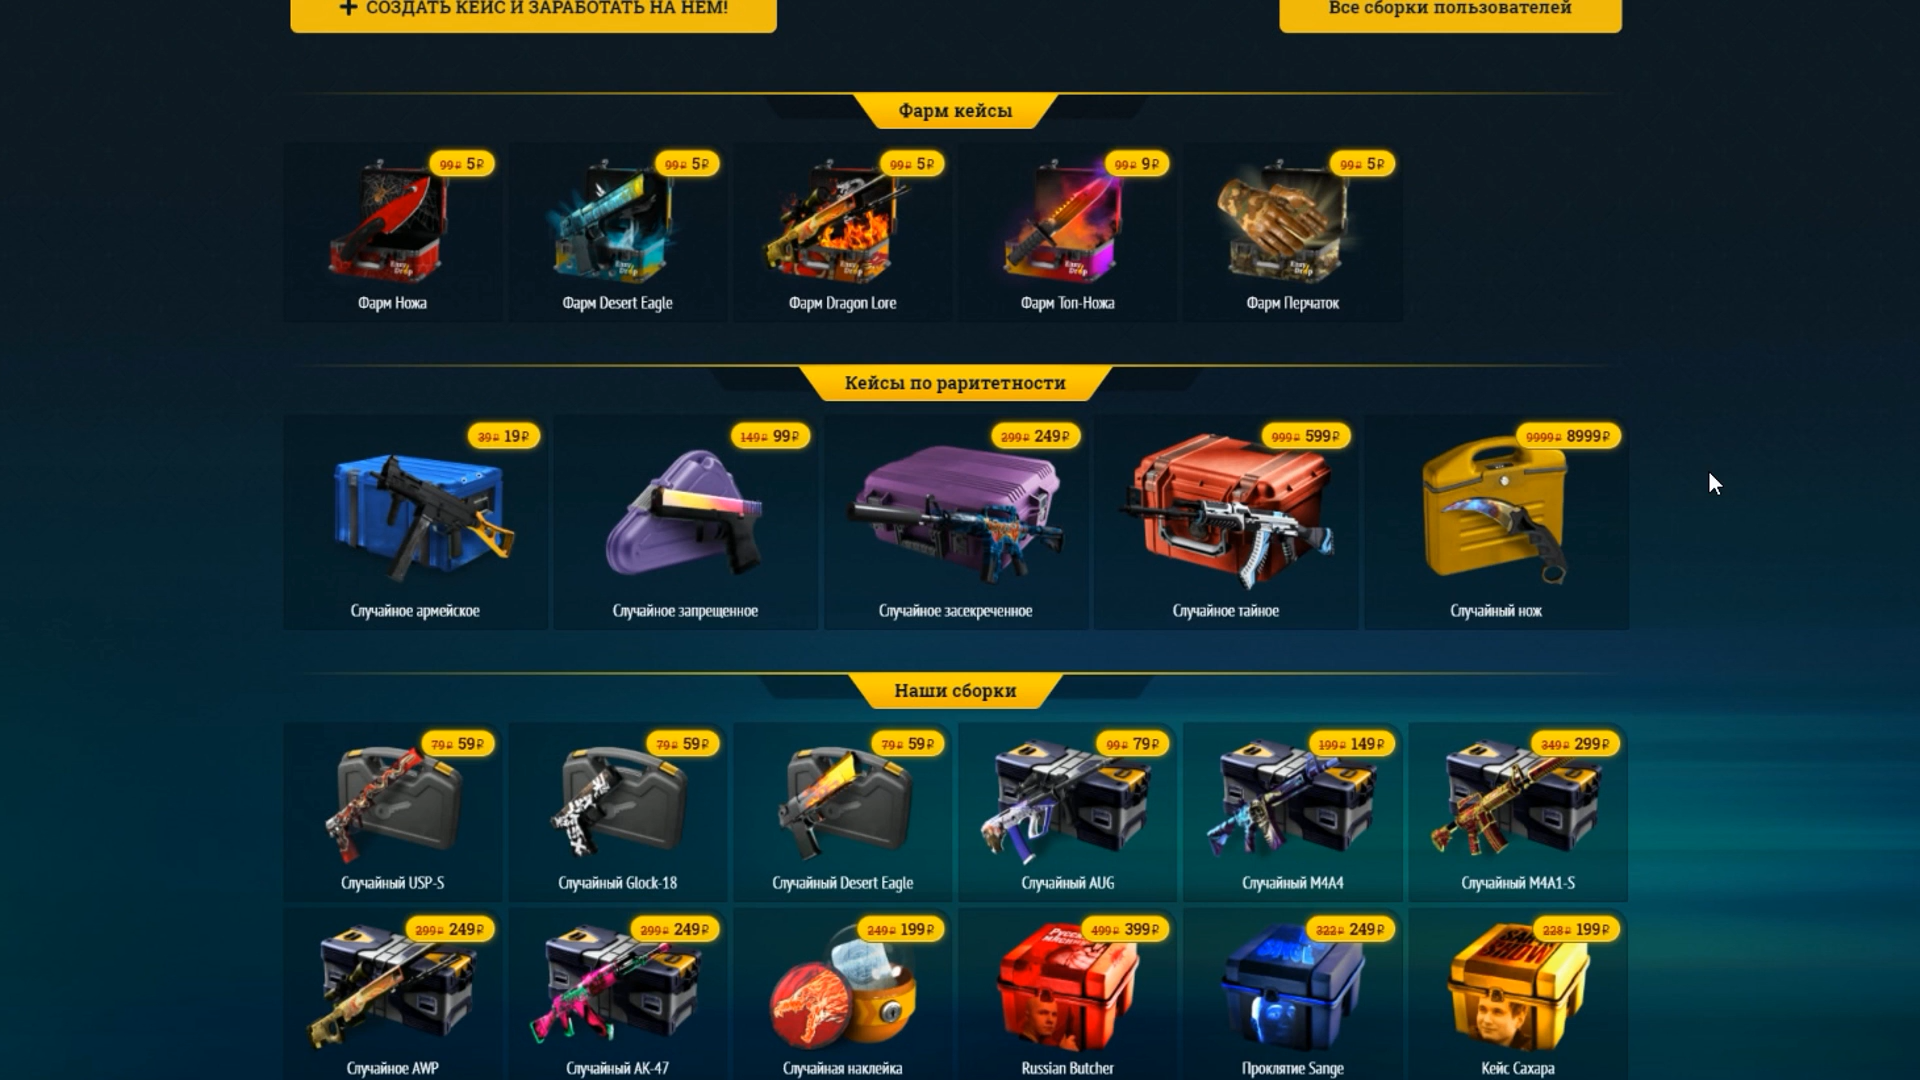 + СОЗДАТЬ КЕЙС И ЗАРАБОТАТЬ НА НЕМ!
Все сборки пользователей
Фарм кейсы
99₽ 5₽
99₽ 5₽
99₽ 5₽
99₽ 9₽
99₽ 5₽
Фарм Ножа
Фарм Desert Eagle
Фарм Dragon Lore
Фарм Топ-Ножа
Фарм Перчаток
Кейсы по раритетности
39₽ 19₽
149₽ 99₽
299₽ 249₽
999₽ 599₽
9999₽ 8999₽
Случайное армейское
Случайное запрещенное
Случайное засекреченное
Случайное тайное
Случайный нож
Наши сборки
79₽ 59₽
79₽ 59₽
79₽ 59₽
99₽ 79₽
199₽ 149₽
349₽ 299₽
Случайный USP-S
Случайный Glock-18
Случайный Desert Eagle
Случайный AUG
Случайный M4A4
Случайный M4A1-S
299₽ 249₽
299₽ 249₽
249₽ 199₽
499₽ 399₽
322₽ 249₽
228₽ 199₽
Случайное AWP
Случайный AK-47
Случайная наклейка
Russian Butcher
Проклятие Sange
Кейс Сахара